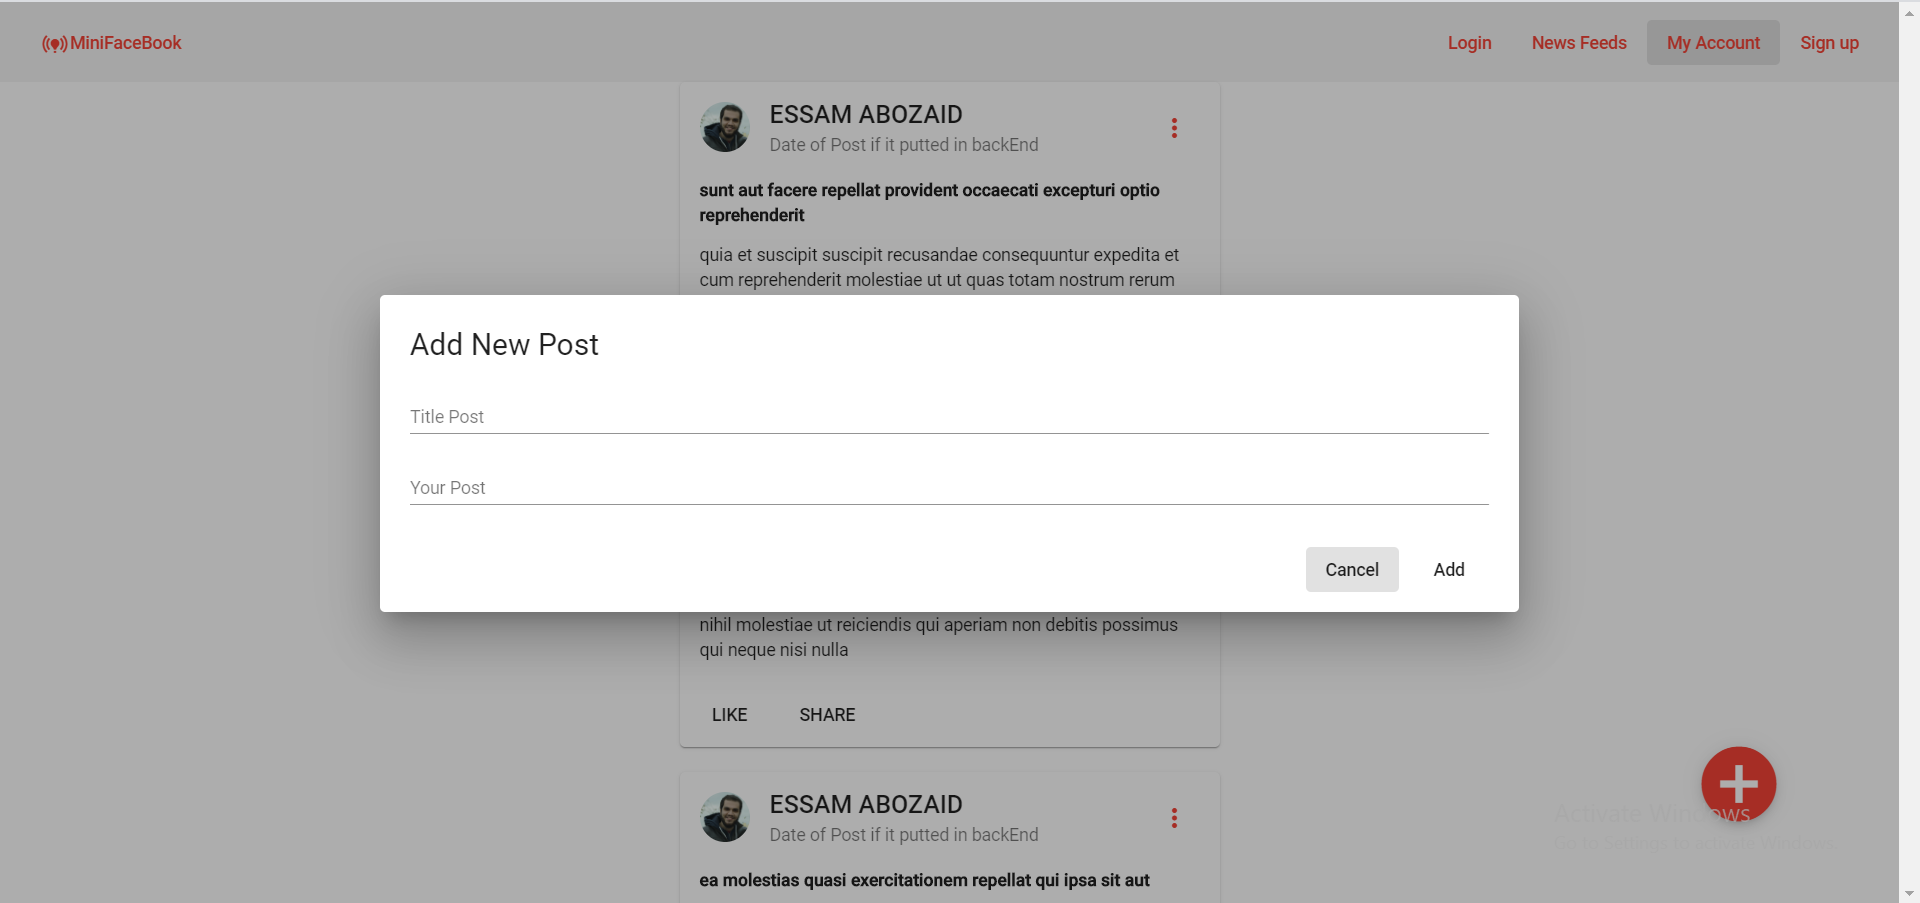 MiniFaceBook
Login
News Feeds
My Account
Sign up
ESSAM ABOZAID
Date of Post if it putted in backEnd
sunt aut facere repellat provident occaecati excepturi optio
reprehenderit
quia et suscipit suscipit recusandae consequuntur expedita et
cum reprehenderit molestiae ut ut quas totam nostrum rerum
Add New Post
Title Post
Your Post
Cancel
Add
nihil molestiae ut reiciendis qui aperiam non debitis possimus
qui neque nisi nulla
LIKE
SHARE
ESSAM ABOZAID
Date of Post if it putted in backEnd
ea molestias quasi exercitationem repellat qui ipsa sit aut
Activate Windows
Go to Settings to activate Windows.